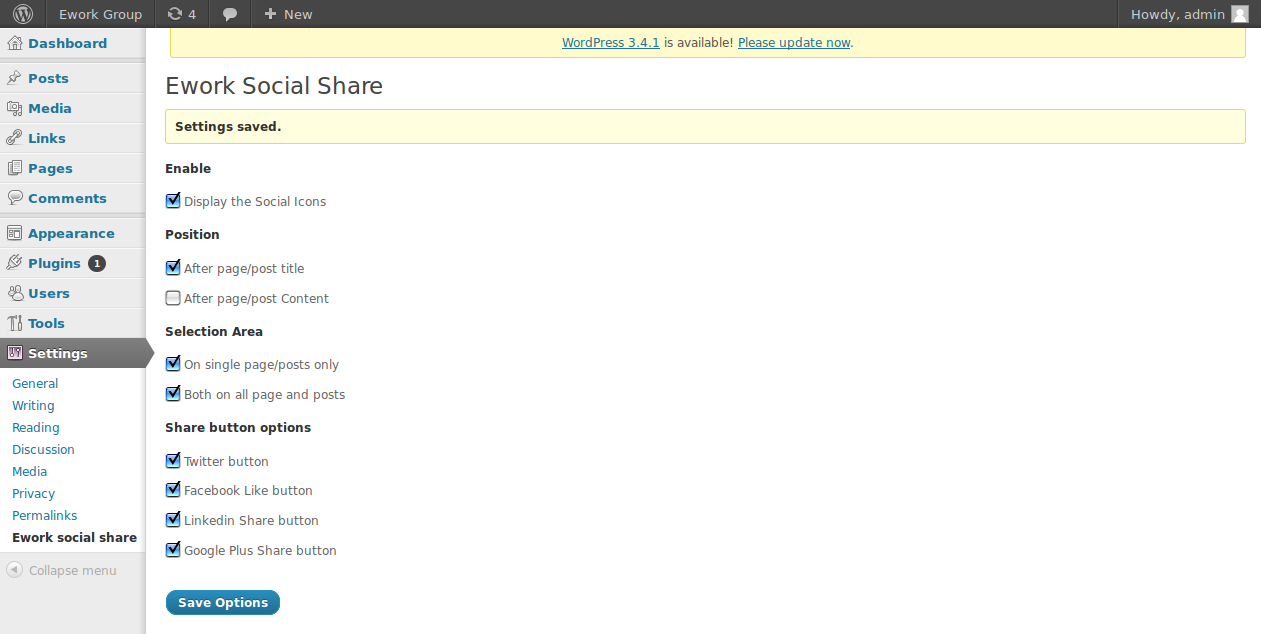 Ework Group 4 New Howdy, admin
WordPress 3.4.1 is available! Please update now.
Dashboard
Posts
Media
Links
Pages
Comments
Appearance
Plugins 1
Users
Tools
Settings
General
Writing
Reading
Discussion
Media
Privacy
Permalinks
Ework social share
Collapse menu
Ework Social Share
Settings saved.
Enable
Display the Social Icons
Position
After page/post title
After page/post Content
Selection Area
On single page/posts only
Both on all page and posts
Share button options
Twitter button
Facebook Like button
Linkedin Share button
Google Plus Share button
Save Options